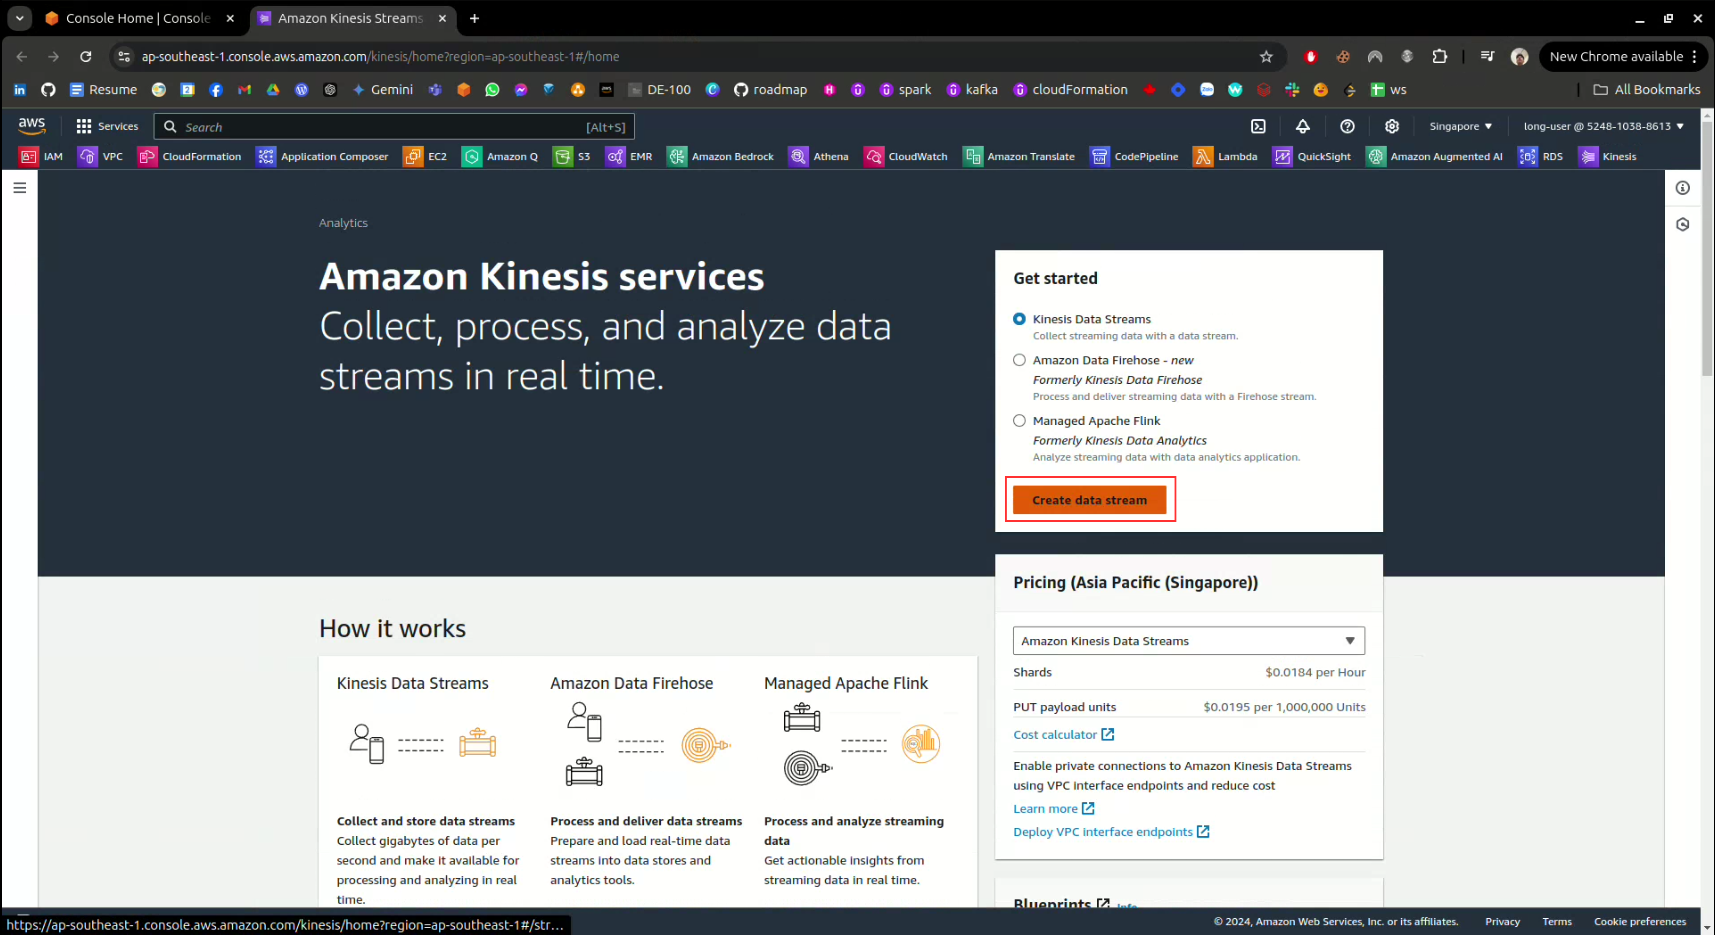 Console Home | Console
Amazon Kinesis Streams
ap-southeast-1.console.aws.amazon.com/kinesis/home?region=ap-southeast-1#/home
New Chrome available
Resume
Gemini
DE-100
roadmap
spark
kafka
cloudFormation
ws
All Bookmarks
aws
Services
Search
[Alt+S]
Singapore
long-user @ 5248-1038-8613
IAM
VPC
CloudFormation
Application Composer
EC2
Amazon Q
S3
EMR
Amazon Bedrock
Athena
CloudWatch
Amazon Translate
CodePipeline
Lambda
QuickSight
Amazon Augmented AI
RDS
Kinesis
Analytics
Amazon Kinesis services
Collect, process, and analyze data
streams in real time.
Get started
Kinesis Data Streams
Collect streaming data with a data stream.
Amazon Data Firehose - new
Formerly Kinesis Data Firehose
Process and deliver streaming data with a Firehose stream.
Managed Apache Flink
Formerly Kinesis Data Analytics
Analyze streaming data with data analytics application.
Create data stream
Pricing (Asia Pacific (Singapore))
Amazon Kinesis Data Streams
Shards
$0.0184 per Hour
PUT payload units
$0.0195 per 1,000,000 Units
Cost calculator
Enable private connections to Amazon Kinesis Data Streams
using VPC interface endpoints and reduce cost
Learn more
Deploy VPC interface endpoints
Blueprints
Info
How it works
Kinesis Data Streams
Collect and store data streams
Collect gigabytes of data per
second and make it available for
processing and analyzing in real
time.
Amazon Data Firehose
Process and deliver data streams
Prepare and load real-time data
streams into data stores and
analytics tools.
Managed Apache Flink
Process and analyze streaming
data
Get actionable insights from
streaming data in real time.
https://ap-southeast-1.console.aws.amazon.com/kinesis/home?region=ap-southeast-1#/str...
© 2024, Amazon Web Services, Inc. or its affiliates.
Privacy
Terms
Cookie preferences